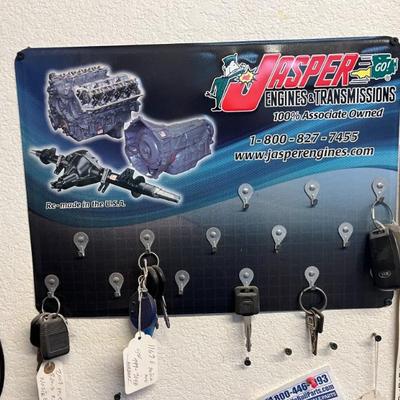 JASPER
GO!
ENGINES & TRANSMISSIONS
100% Associate Owned
1-800-827-7455
www.jasperengines.com
Re-made in the U.S.A.